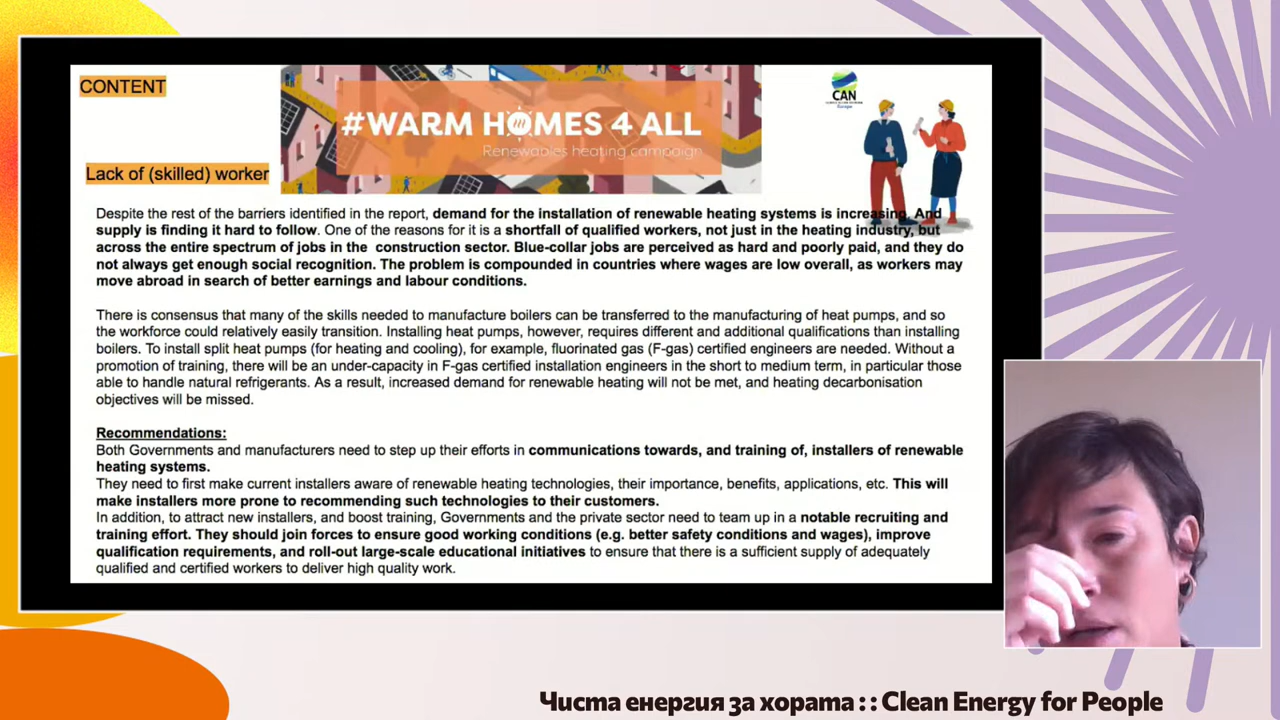 CONTENT
#WARM HOMES 4 ALL
Renewables heating campaign
CAN
Europe
Lack of (skilled) worker
Despite the rest of the barriers identified in the report, demand for the installation of renewable heating systems is increasing. And
supply is finding it hard to follow. One of the reasons for it is a shortfall of qualified workers, not just in the heating industry, but
across the entire spectrum of jobs in the construction sector. Blue-collar jobs are perceived as hard and poorly paid, and they do
not always get enough social recognition. The problem is compounded in countries where wages are low overall, as workers may
move abroad in search of better earnings and labour conditions.
There is consensus that many of the skills needed to manufacture boilers can be transferred to the manufacturing of heat pumps, and so
the workforce could relatively easily transition. Installing heat pumps, however, requires different and additional qualifications than installing
boilers. To install split heat pumps (for heating and cooling), for example, fluorinated gas (F-gas) certified engineers are needed. Without a
promotion of training, there will be an under-capacity in F-gas certified installation engineers in the short to medium term, in particular those
able to handle natural refrigerants. As a result, increased demand for renewable heating will not be met, and heating decarbonisation
objectives will be missed.
Recommendations:
Both Governments and manufacturers need to step up their efforts in communications towards, and training of, installers of renewable
heating systems.
They need to first make current installers aware of renewable heating technologies, their importance, benefits, applications, etc. This will
make installers more prone to recommending such technologies to their customers.
In addition, to attract new installers, and boost training, Governments and the private sector need to team up in a notable recruiting and
training effort. They should join forces to ensure good working conditions (e.g. better safety conditions and wages), improve
qualification requirements, and roll-out large-scale educational initiatives to ensure that there is a sufficient supply of adequately
qualified and certified workers to deliver high quality work.
Чиста енергия за хората :: Clean Energy for People